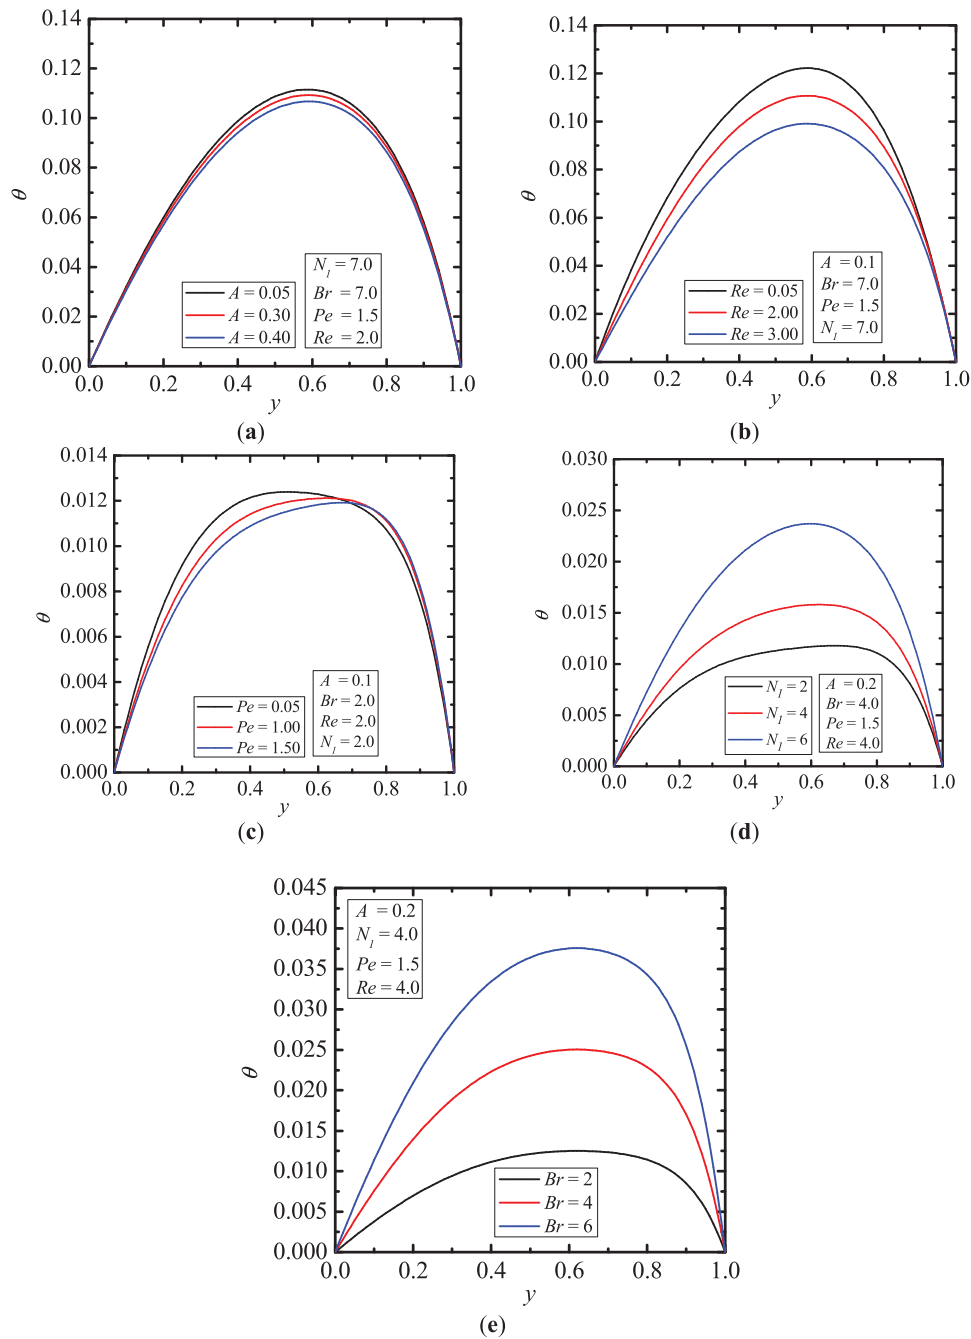 0.14
0.12
0.10
0.08
0.06
0.04
0.02
0.00
θ
A = 0.05
A = 0.30
A = 0.40
N1 = 7.0
Br = 7.0
Pe = 1.5
Re = 2.0
0.0 0.2 0.4 0.6 0.8 1.0
y
(a)
0.14
0.12
0.10
0.08
0.06
0.04
0.02
0.00
θ
Re = 0.05
Re = 2.00
Re = 3.00
A = 0.1
Br = 7.0
Pe = 1.5
N1 = 7.0
0.0 0.2 0.4 0.6 0.8 1.0
y
(b)
0.014
0.012
0.010
0.008
0.006
0.004
0.002
0.000
θ
Pe = 0.05
Pe = 1.00
Pe = 1.50
A = 0.1
Br = 2.0
Re = 2.0
N1 = 2.0
0.0 0.2 0.4 0.6 0.8 1.0
y
(c)
0.030
0.025
0.020
0.015
0.010
0.005
0.000
θ
N1 = 2
N1 = 4
N1 = 6
A = 0.2
Br = 4.0
Pe = 1.5
Re = 4.0
0.0 0.2 0.4 0.6 0.8 1.0
y
(d)
0.045
0.040
0.035
0.030
0.025
0.020
0.015
0.010
0.005
0.000
θ
A = 0.2
N1 = 4.0
Pe = 1.5
Re = 4.0
Br = 2
Br = 4
Br = 6
0.0 0.2 0.4 0.6 0.8 1.0
y
(e)